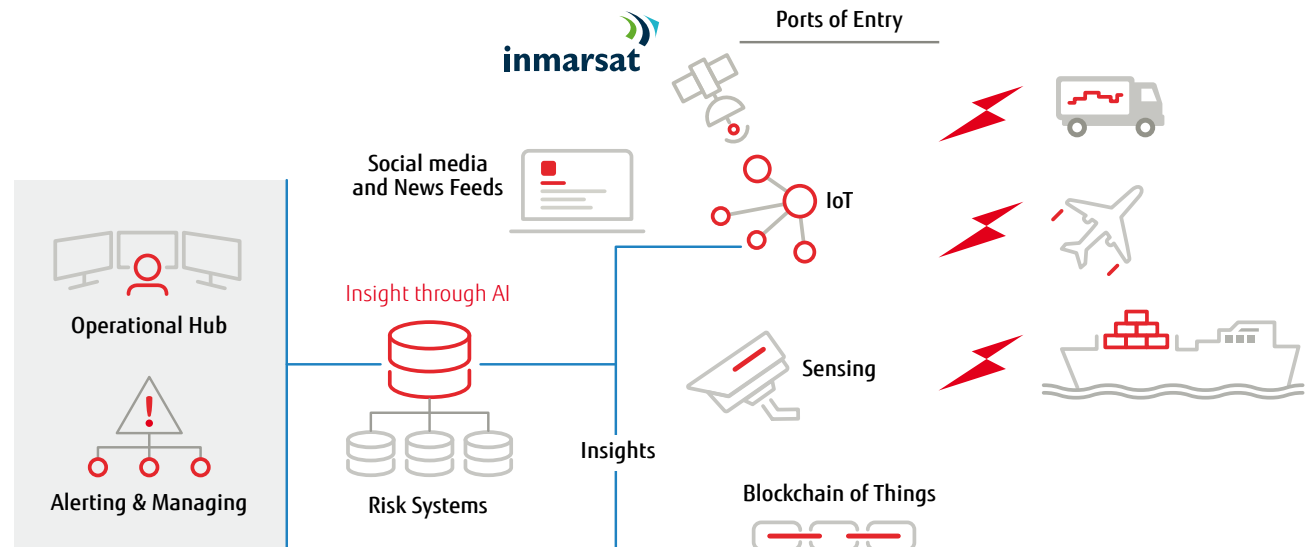 inmarsat
Ports of Entry
Social media
and News Feeds
IoT
Insight through AI
Operational Hub
Sensing
Insights
Alerting & Managing
Risk Systems
Blockchain of Things